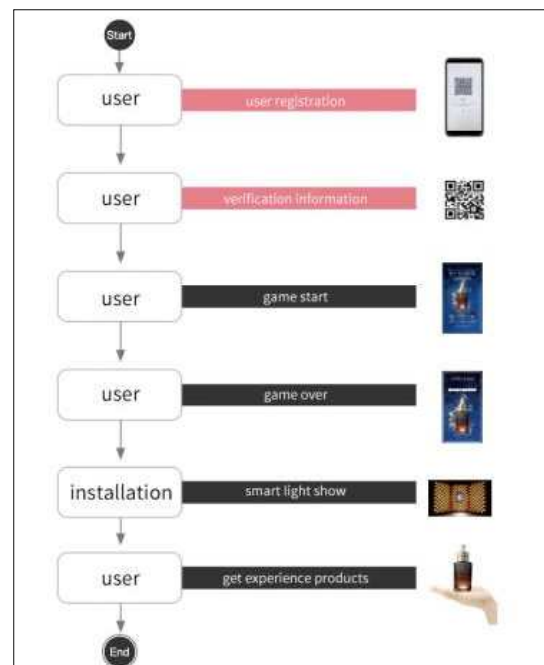 Start
user
user registration
user
verification information
user
game start
user
game over
installation
smart light show
user
get experience products
End